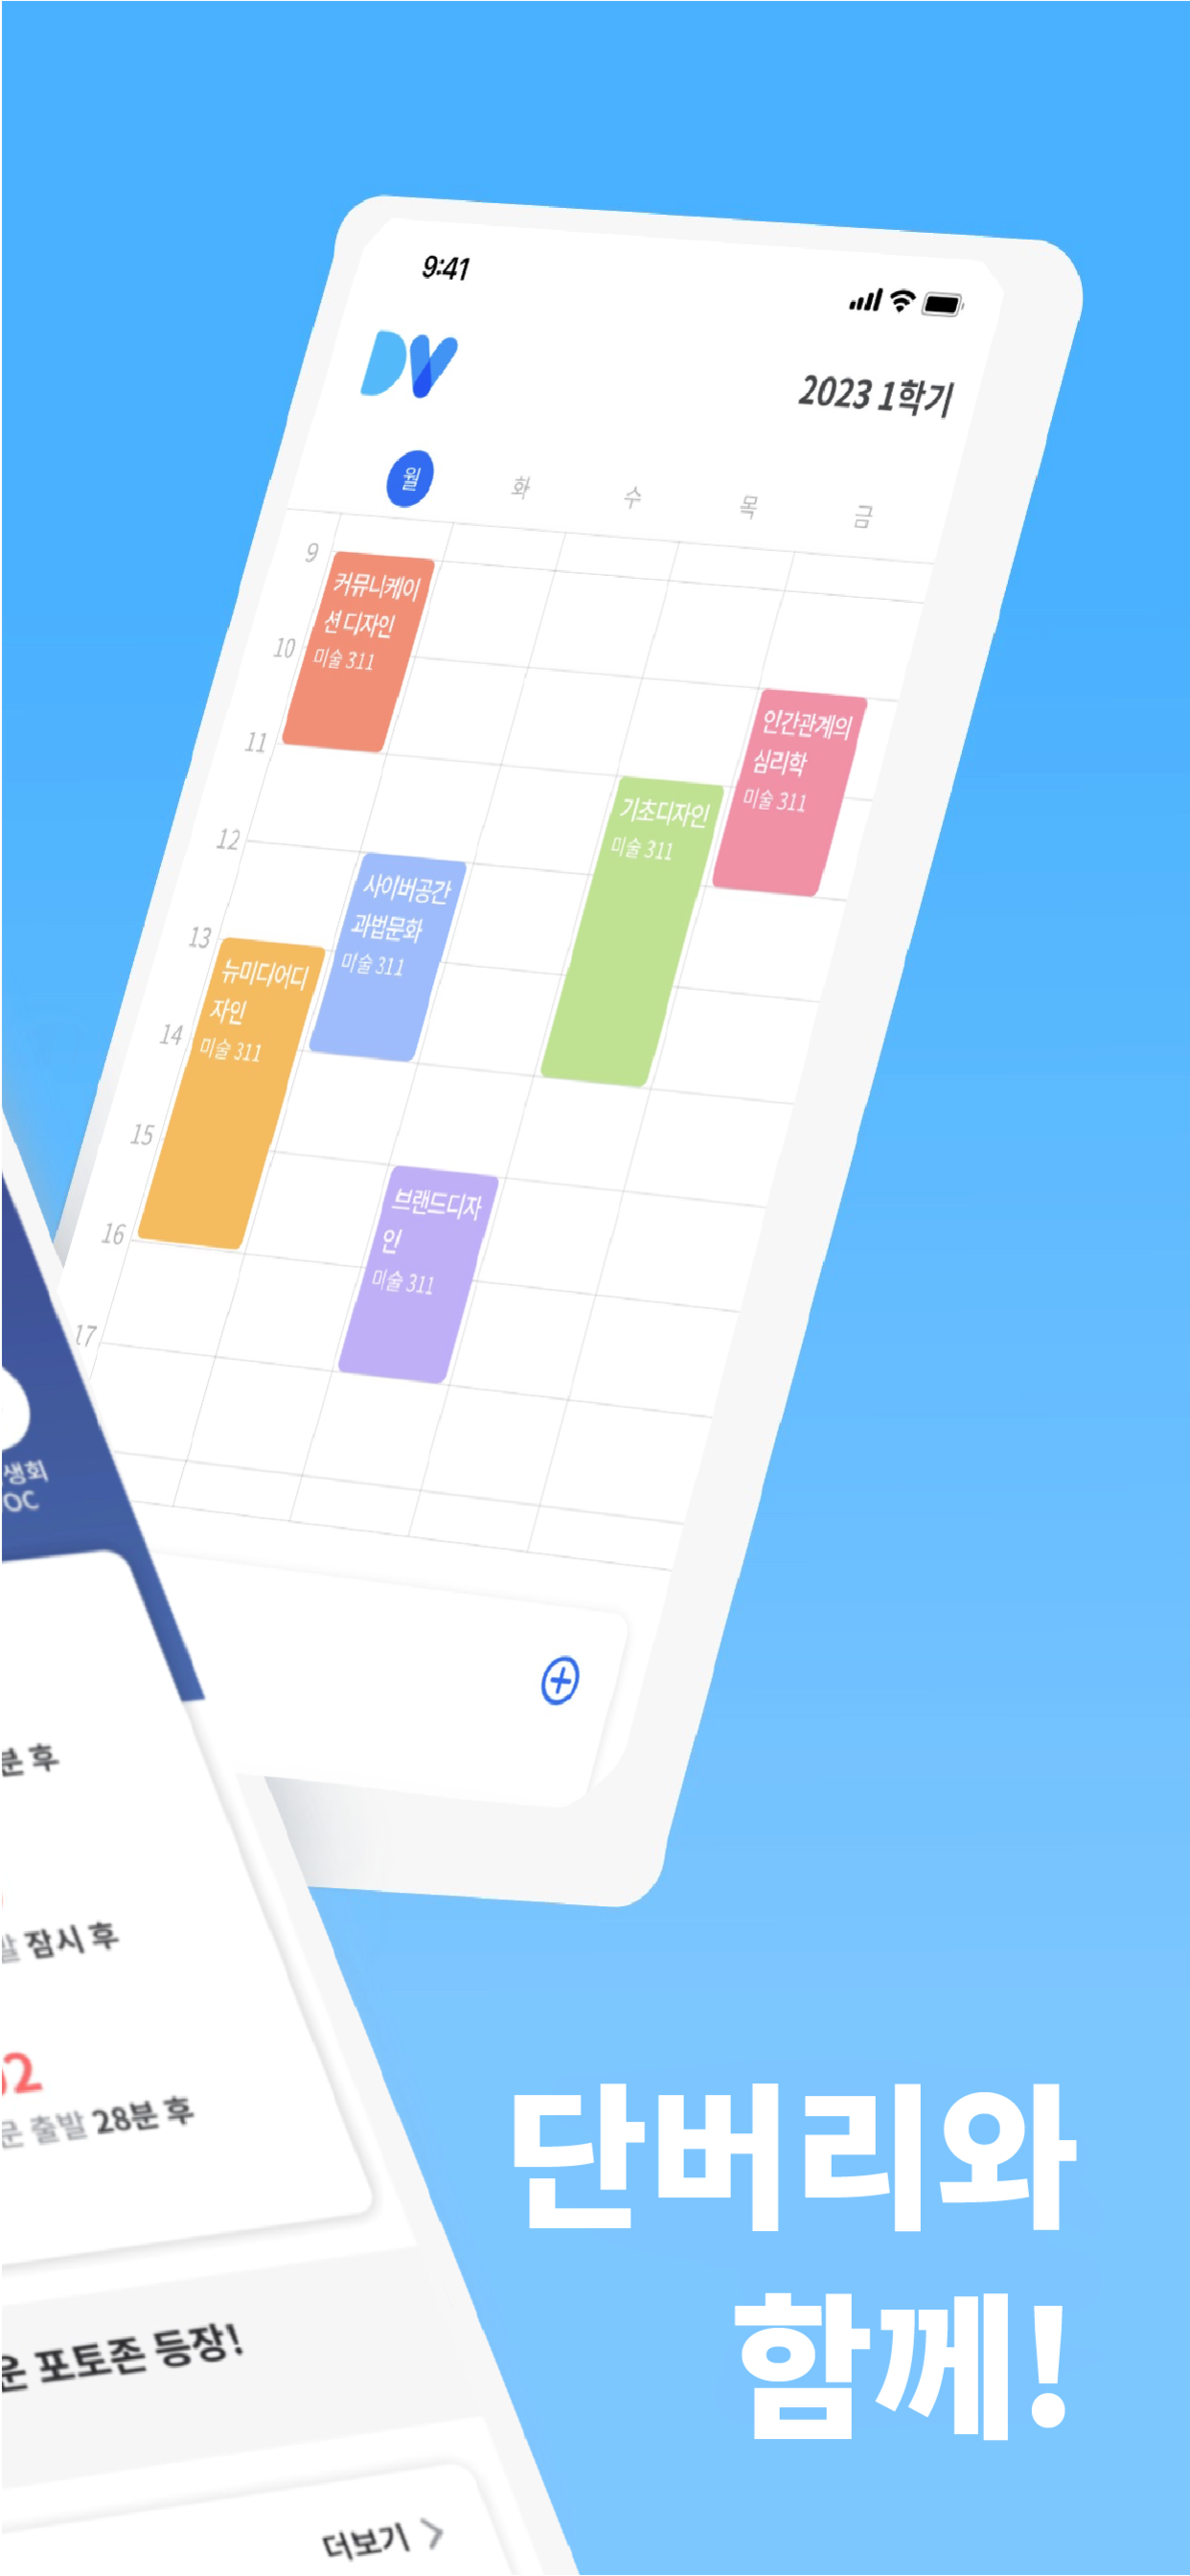 9:41
DV
2023 1학기
월 화 수 목 금
9
커뮤니케이
션 디자인
미술 311
10
인간관계의
심리학
미술 311
11
기초디자인
미술 311
12
사이버공간
과법문화
미술 311
13
뉴미디어디
자인
미술 311
14
15
브랜드디자
인
미술 311
16
17
생회
OC
분 후
잠시 후
02
출발 28분 후
포토존 등장!
더보기
단버리와
함께!